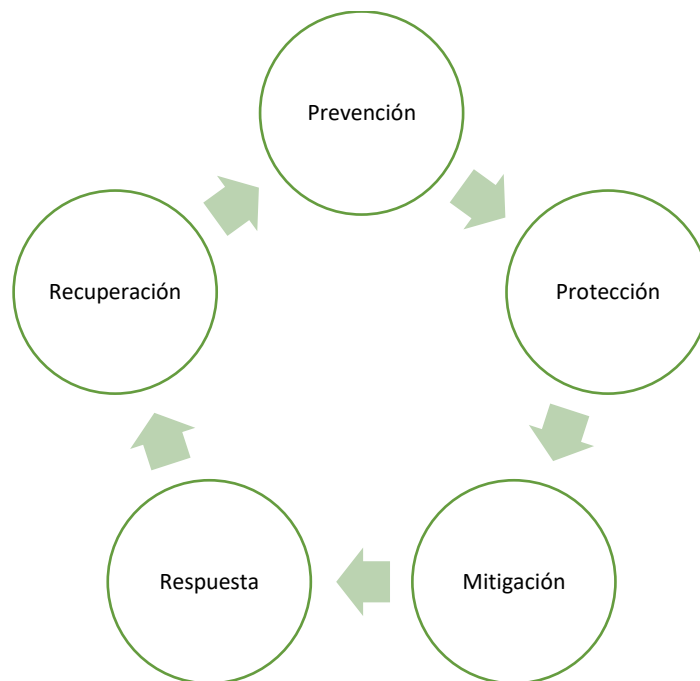 Prevención
Protección
Mitigación
Respuesta
Recuperación